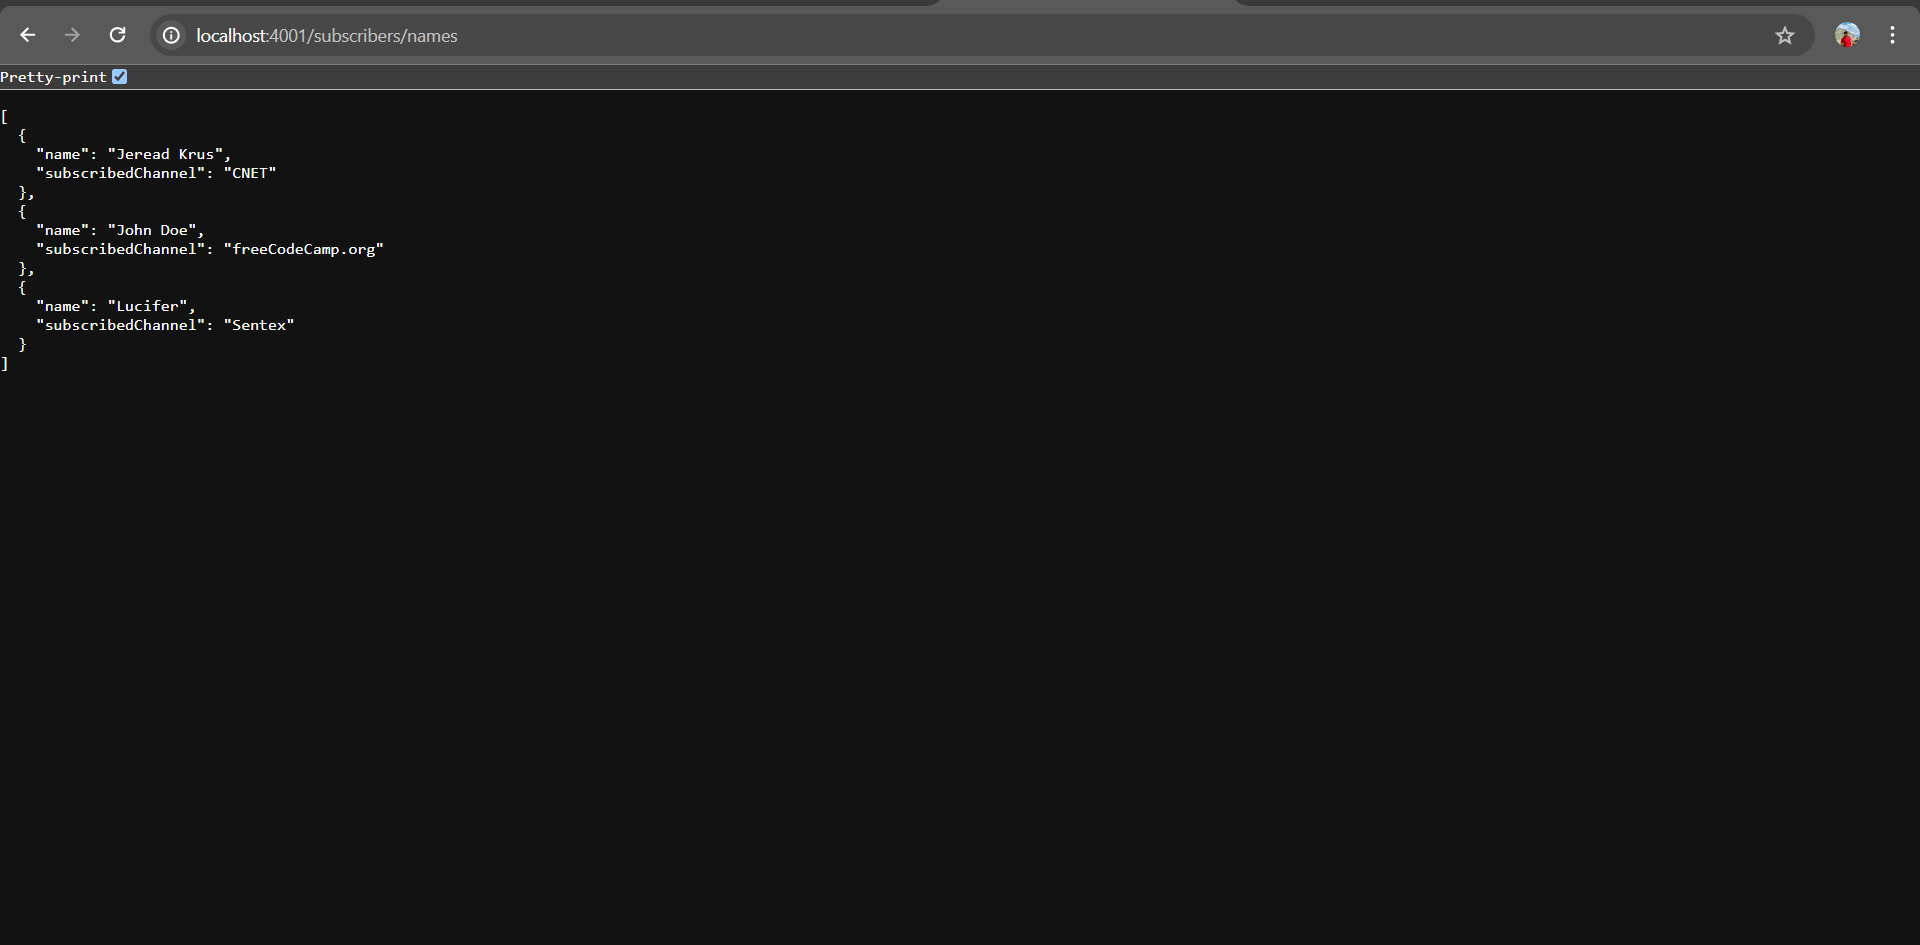 localhost:4001/subscribers/names
Pretty-print
[
  {
    "name": "Jeread Krus",
    "subscribedChannel": "CNET"
  },
  {
    "name": "John Doe",
    "subscribedChannel": "freeCodeCamp.org"
  },
  {
    "name": "Lucifer",
    "subscribedChannel": "Sentex"
  }
]